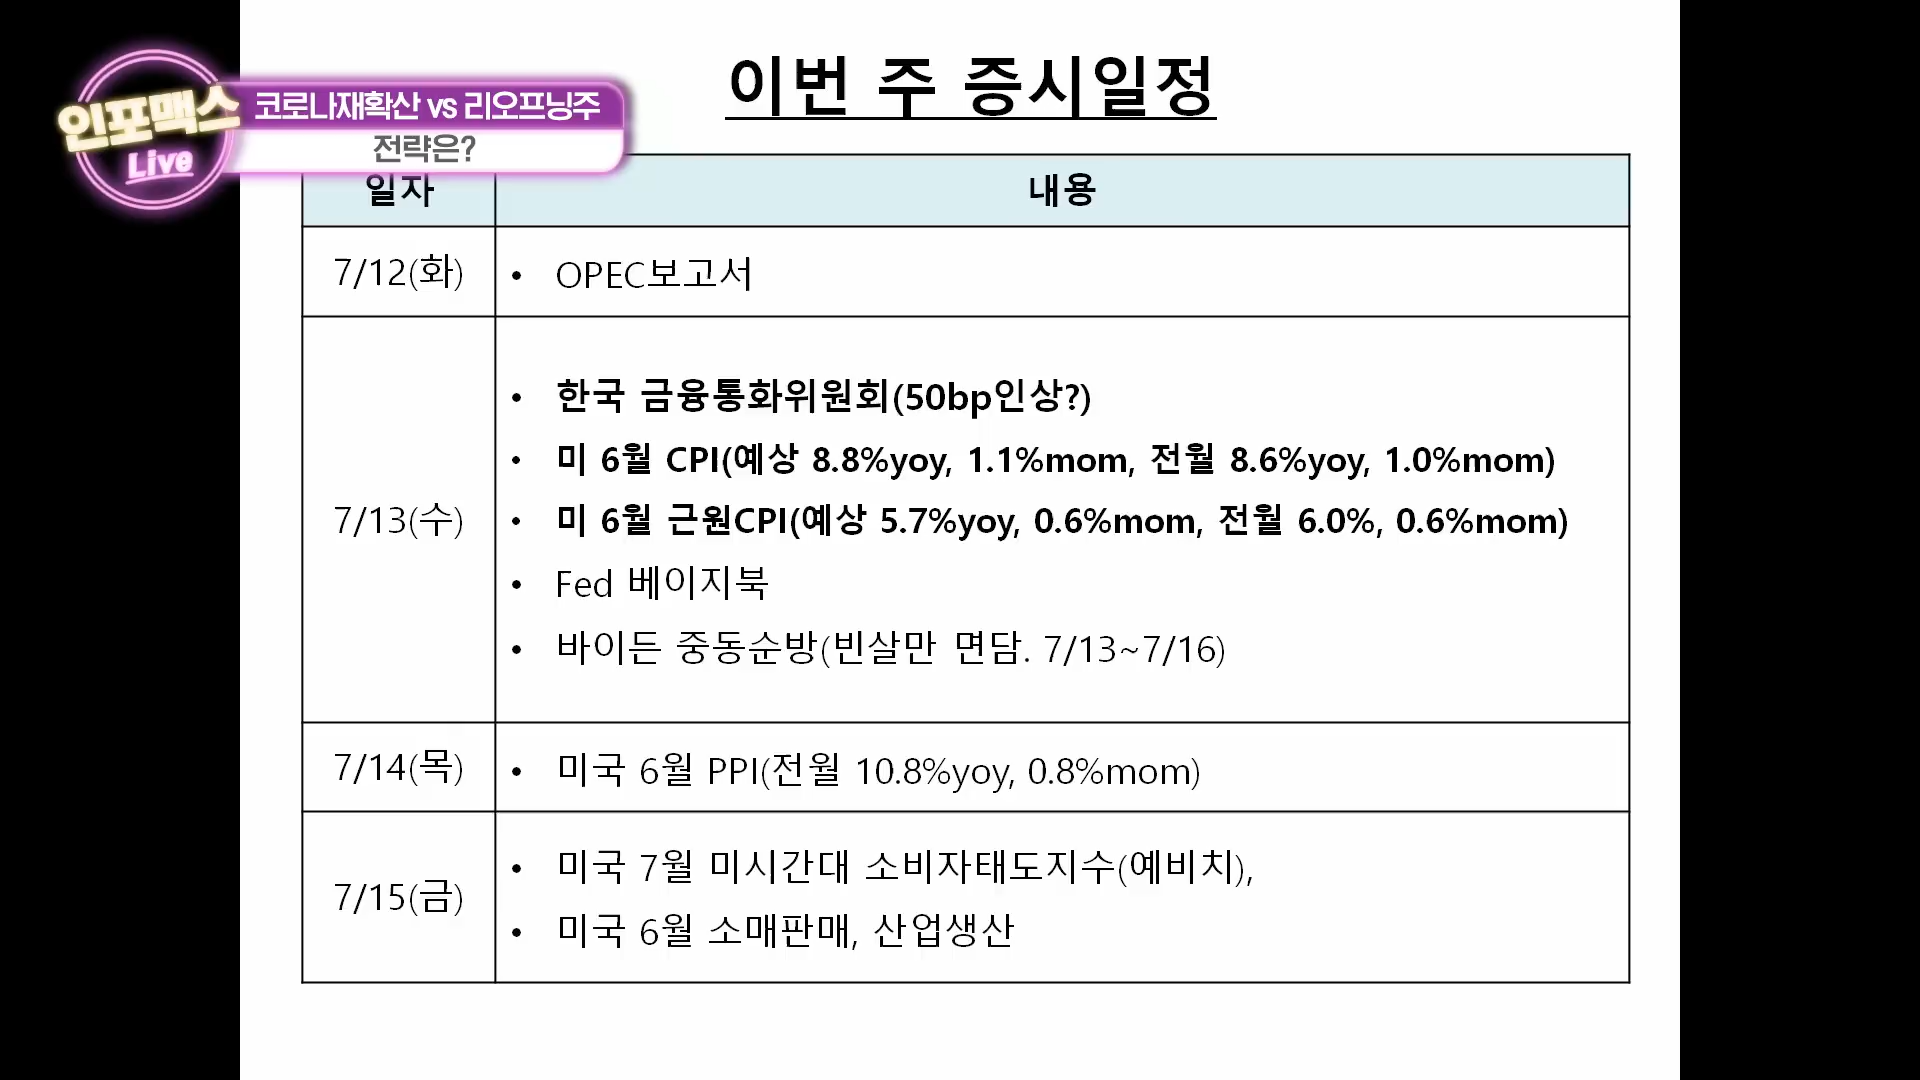 이번 주 증시일정
인포맥스
Live
코로나재확산 vs 리오프닝주
전략은?
일자
내용
7/12(화)
• OPEC보고서
7/13(수)
• 한국 금융통화위원회(50bp인상?)
• 미 6월 CPI(예상 8.8%yoy, 1.1%mom, 전월 8.6%yoy, 1.0%mom)
• 미 6월 근원CPI(예상 5.7%yoy, 0.6%mom, 전월 6.0%, 0.6%mom)
• Fed 베이지북
• 바이든 중동순방(빈살만 면담. 7/13~7/16)
7/14(목)
• 미국 6월 PPI(전월 10.8%yoy, 0.8%mom)
7/15(금)
• 미국 7월 미시간대 소비자태도지수(예비치),
• 미국 6월 소매판매, 산업생산